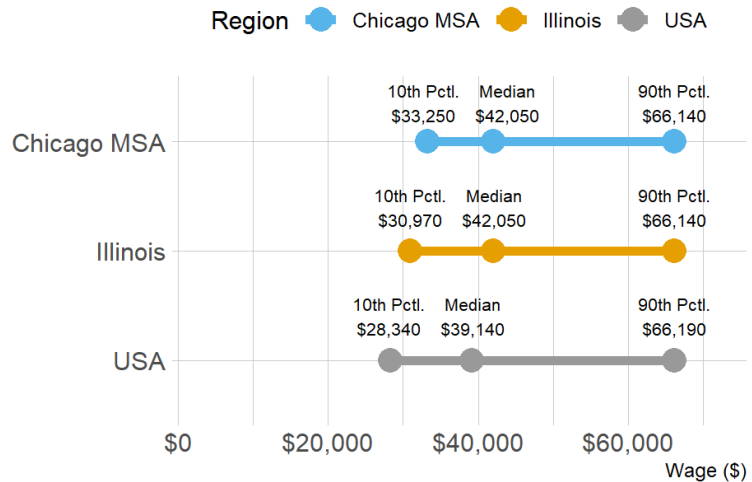 Region Chicago MSA Illinois USA
10th Pctl. Median 90th Pctl.
$33,250 $42,050 $66,140
Chicago MSA
10th Pctl. Median 90th Pctl.
$30,970 $42,050 $66,140
Illinois
10th Pctl. Median 90th Pctl.
$28,340 $39,140 $66,190
USA
$0 $20,000 $40,000 $60,000
Wage ($)